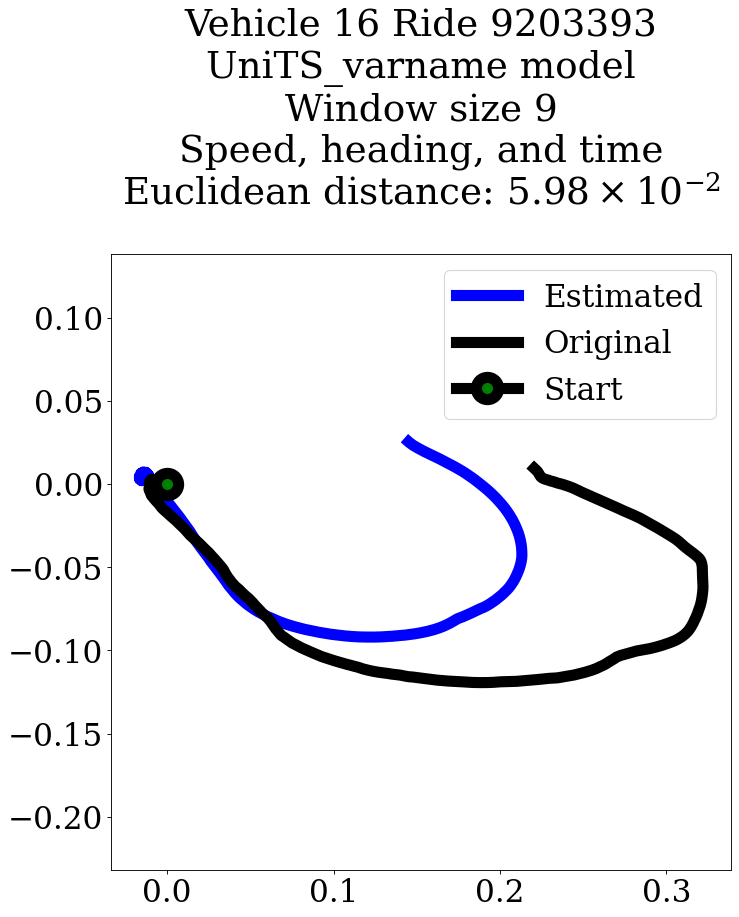 Vehicle 16 Ride 9203393
UniTS_varname model
Window size 9
Speed, heading, and time
Euclidean distance: 5.98 × 10⁻²
Estimated
Original
Start
0.10
0.05
0.00
−0.05
−0.10
−0.15
−0.20
0.0 0.1 0.2 0.3